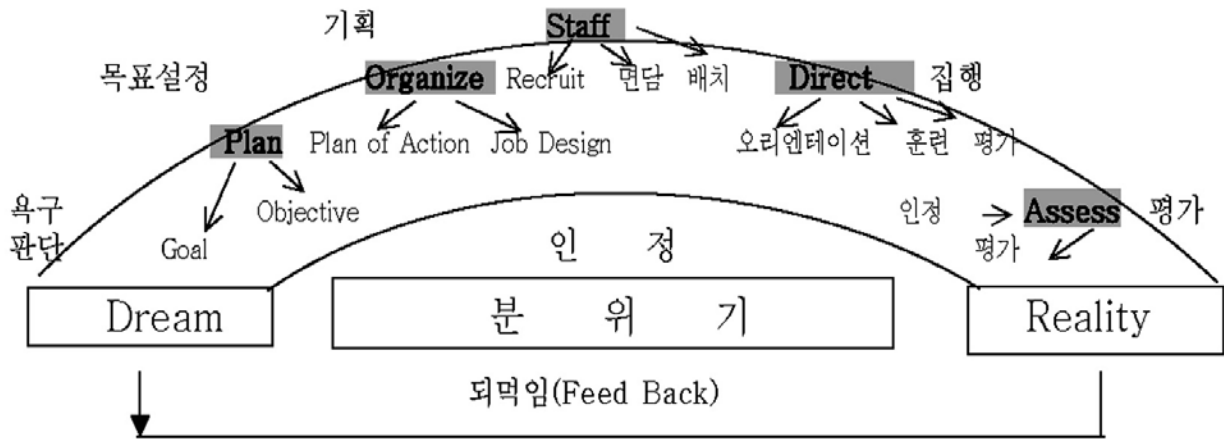 기획 Staff
목표설정 Organize Recruit 면담 배치 Direct 집행
Plan Plan of Action Job Design 오리엔테이션 훈련 평가
욕구 Objective 인정 Assess 평가
판단 Goal 인 정 평가
Dream 분 위 기 Reality
되먹임(Feed Back)